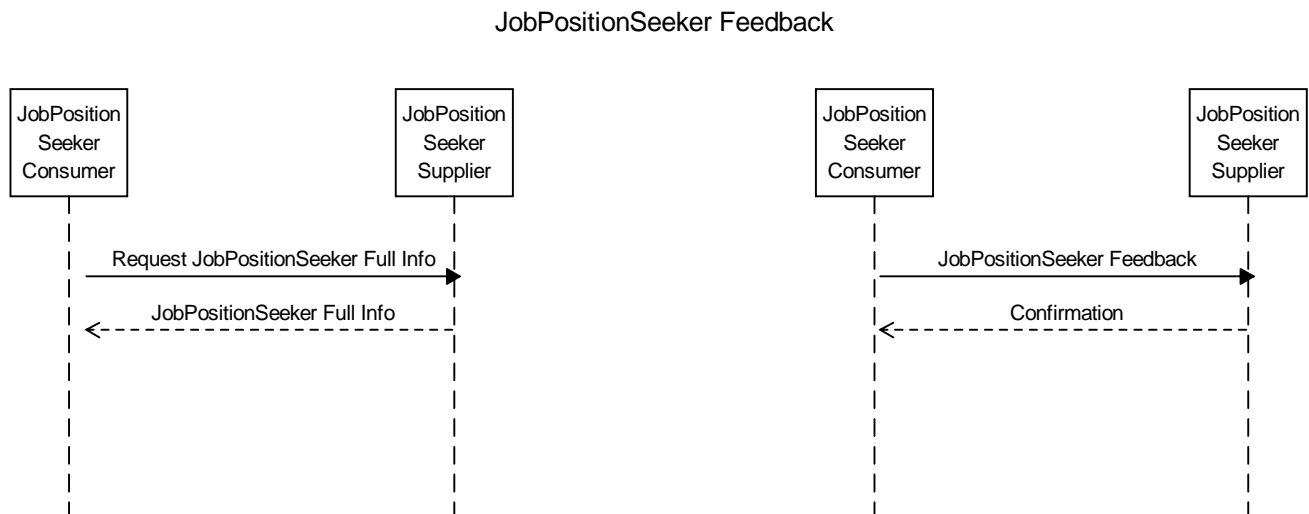 JobPositionSeeker Feedback
JobPosition
Seeker
Consumer
JobPosition
Seeker
Supplier
JobPosition
Seeker
Consumer
JobPosition
Seeker
Supplier
Request JobPositionSeeker Full Info
JobPositionSeeker Full Info
JobPositionSeeker Feedback
Confirmation